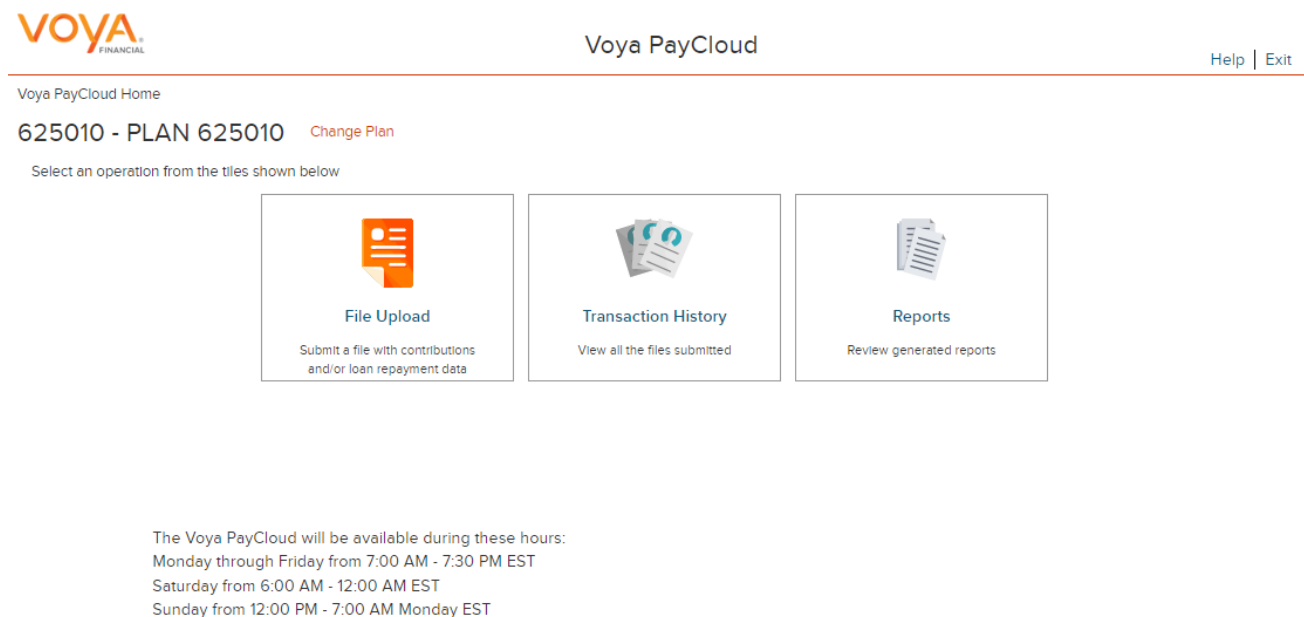 VOYA
FINANCIAL
Voya PayCloud
Help | Exit
Voya PayCloud Home
625010 - PLAN 625010 Change Plan
Select an operation from the tiles shown below
File Upload
Submit a file with contributions
and/or loan repayment data
Transaction History
View all the files submitted
Reports
Review generated reports
The Voya PayCloud will be available during these hours:
Monday through Friday from 7:00 AM - 7:30 PM EST
Saturday from 6:00 AM - 12:00 AM EST
Sunday from 12:00 PM - 7:00 AM Monday EST